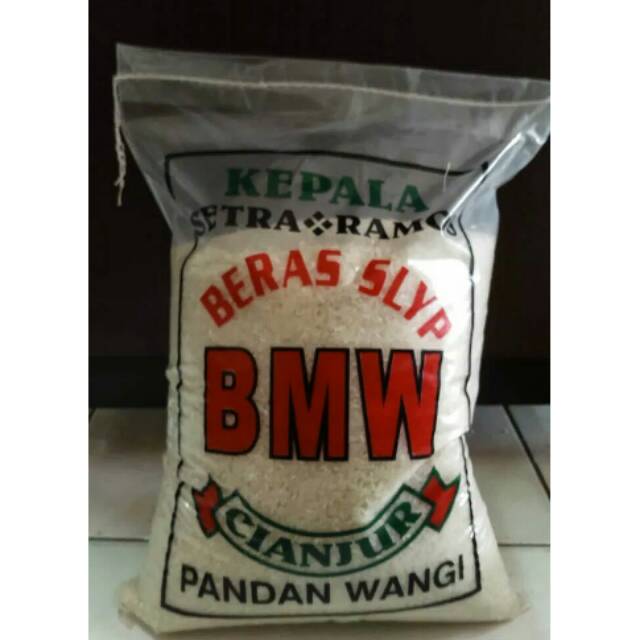 KEPALA
SETRA❖RAMOS
BERAS SLYP
BMW
CIANJUR
PANDAN WANGI